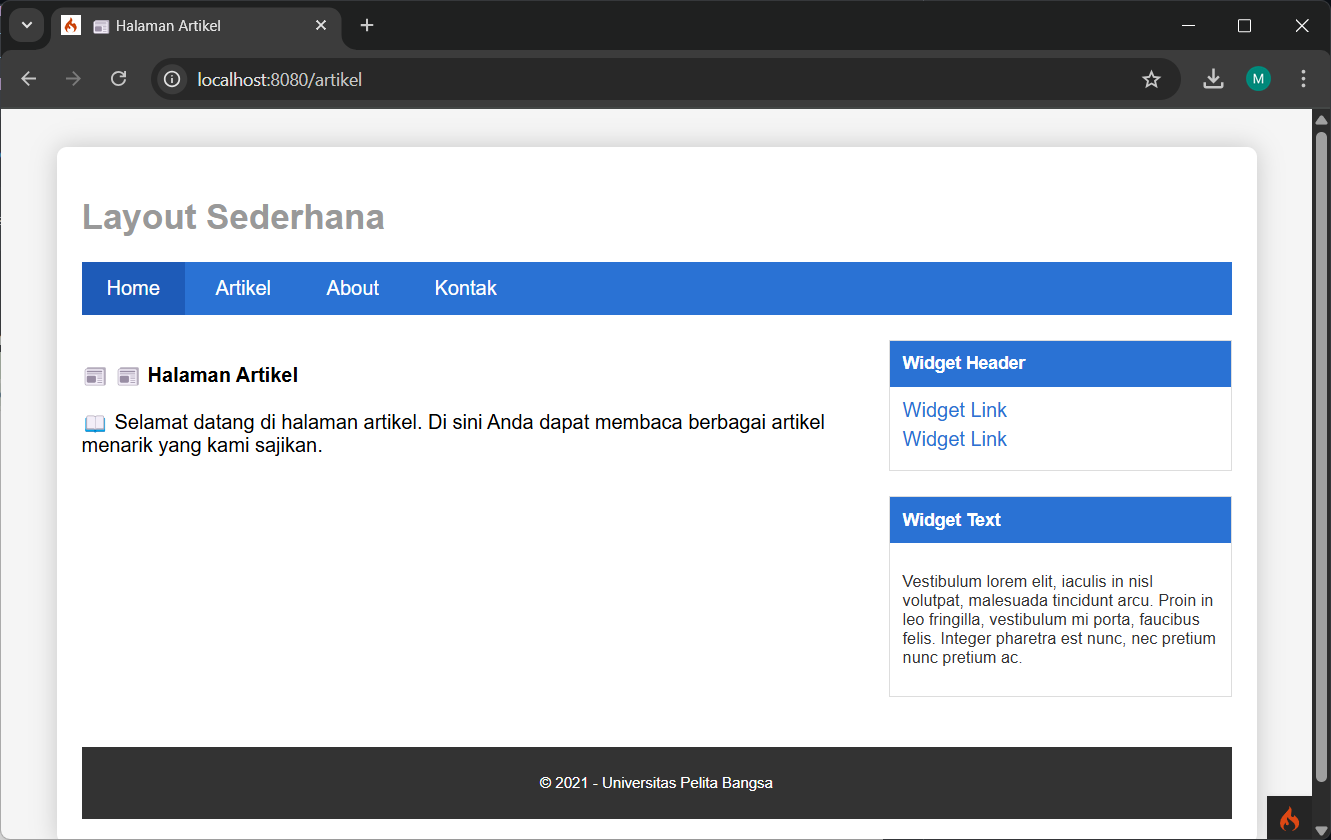 📰 Halaman Artikel
localhost:8080/artikel
M
Layout Sederhana
Home Artikel About Kontak
📰 📰 Halaman Artikel
📖 Selamat datang di halaman artikel. Di sini Anda dapat membaca berbagai artikel
menarik yang kami sajikan.
Widget Header
Widget Link
Widget Link
Widget Text
Vestibulum lorem elit, iaculis in nisl
volutpat, malesuada tincidunt arcu. Proin in
leo fringilla, vestibulum mi porta, faucibus
felis. Integer pharetra est nunc, nec pretium
nunc pretium ac.
© 2021 - Universitas Pelita Bangsa